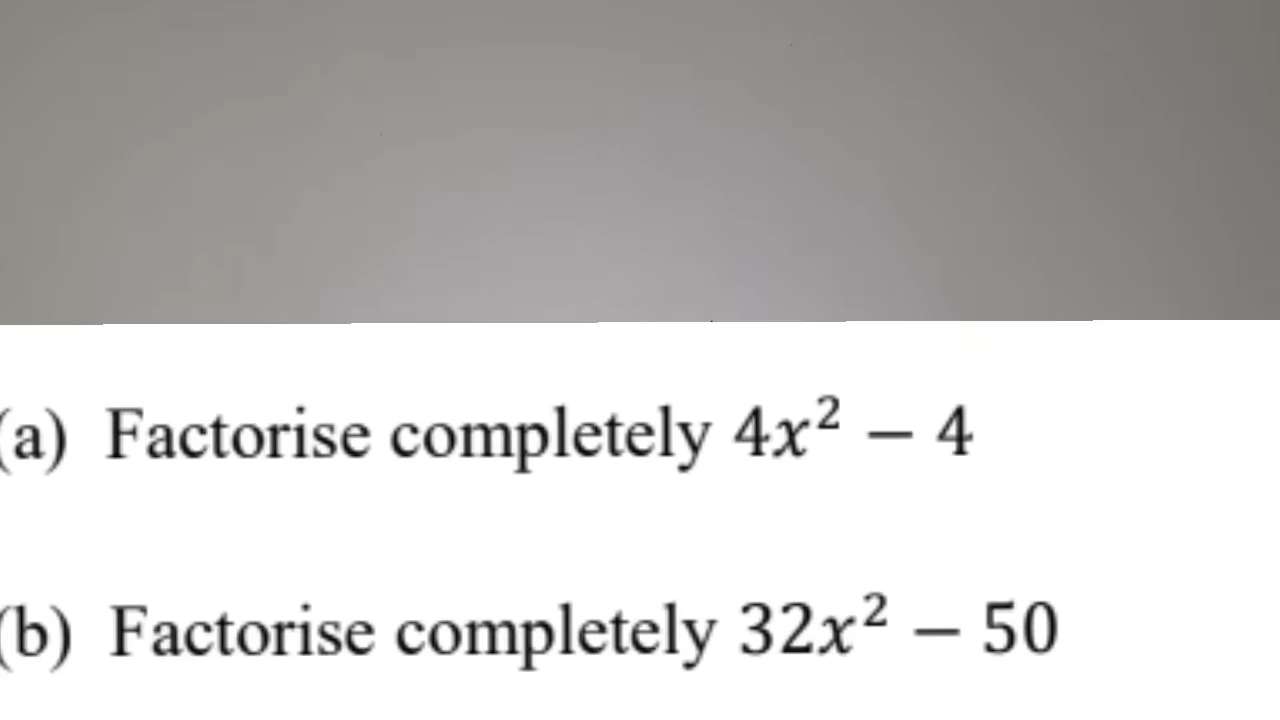 (a) Factorise completely 4x² − 4
(b) Factorise completely 32x² − 50